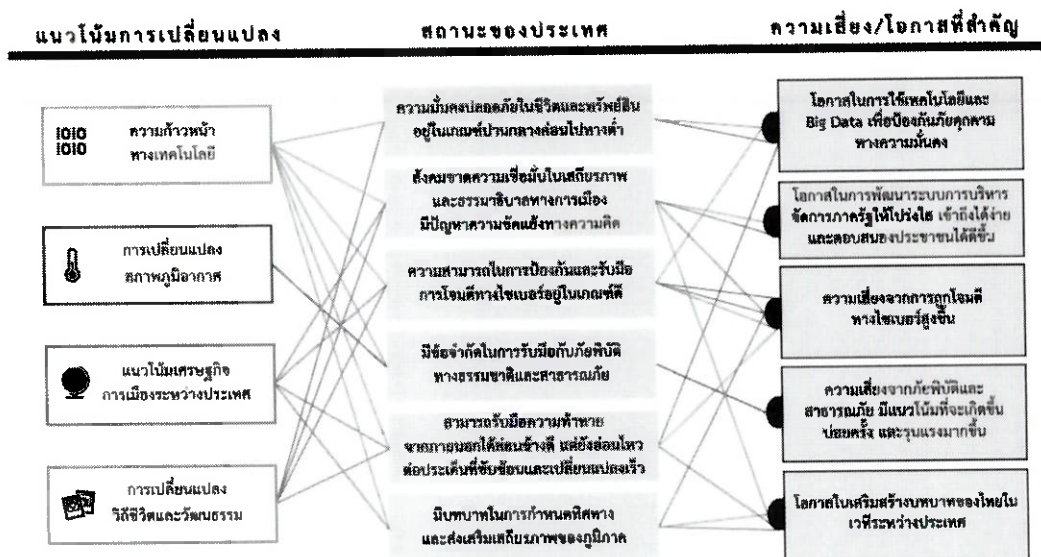 แนวโน้มการเปลี่ยนแปลง
สถานะของประเทศ
ความเสี่ยง/โอกาสที่สำคัญ
1010
1010
ความก้าวหน้า
ทางเทคโนโลยี
การเปลี่ยนแปลง
สภาพภูมิอากาศ
แนวโน้มเศรษฐกิจ
การเมืองระหว่างประเทศ
การเปลี่ยนแปลง
วิถีชีวิตและวัฒนธรรม
ความมั่นคงปลอดภัยในชีวิตและทรัพย์สิน
อยู่ในเกณฑ์ปานกลางค่อนไปทางต่ำ
สังคมขาดความเชื่อมั่นในเสถียรภาพ
และธรรมาธิบาลทางการเมือง
มีปัญหาความขัดแย้งทางความคิด
ความสามารถในการป้องกันและรับมือ
การโจมตีทางไซเบอร์อยู่ในเกณฑ์ดี
มีข้อจำกัดในการรับมือกับภัยพิบัติ
ทางธรรมชาติและสาธารณภัย
สามารถรับมือความท้าทาย
จากภายนอกได้ค่อนข้างดี แต่ยังอ่อนไหว
ต่อประเด็นที่ซับซ้อนและเปลี่ยนแปลงเร็ว
มีบทบาทในการกำหนดทิศทาง
และส่งเสริมเสถียรภาพของภูมิภาค
โอกาสในการใช้เทคโนโลยีและ
Big Data เพื่อป้องกันภัยคุกคาม
ทางความมั่นคง
โอกาสในการพัฒนาระบบการบริหาร
จัดการภาครัฐให้โปร่งใส เข้าถึงได้ง่าย
และตอบสนองประชาชนได้ดีขึ้น
ความเสี่ยงจากการถูกโจมตี
ทางไซเบอร์สูงขึ้น
ความเสี่ยงจากภัยพิบัติและ
สาธารณภัย มีแนวโน้มที่จะเกิดขึ้น
บ่อยครั้ง และรุนแรงมากขึ้น
โอกาสในเสริมสร้างบทบาทของไทยใน
เวทีระหว่างประเทศ